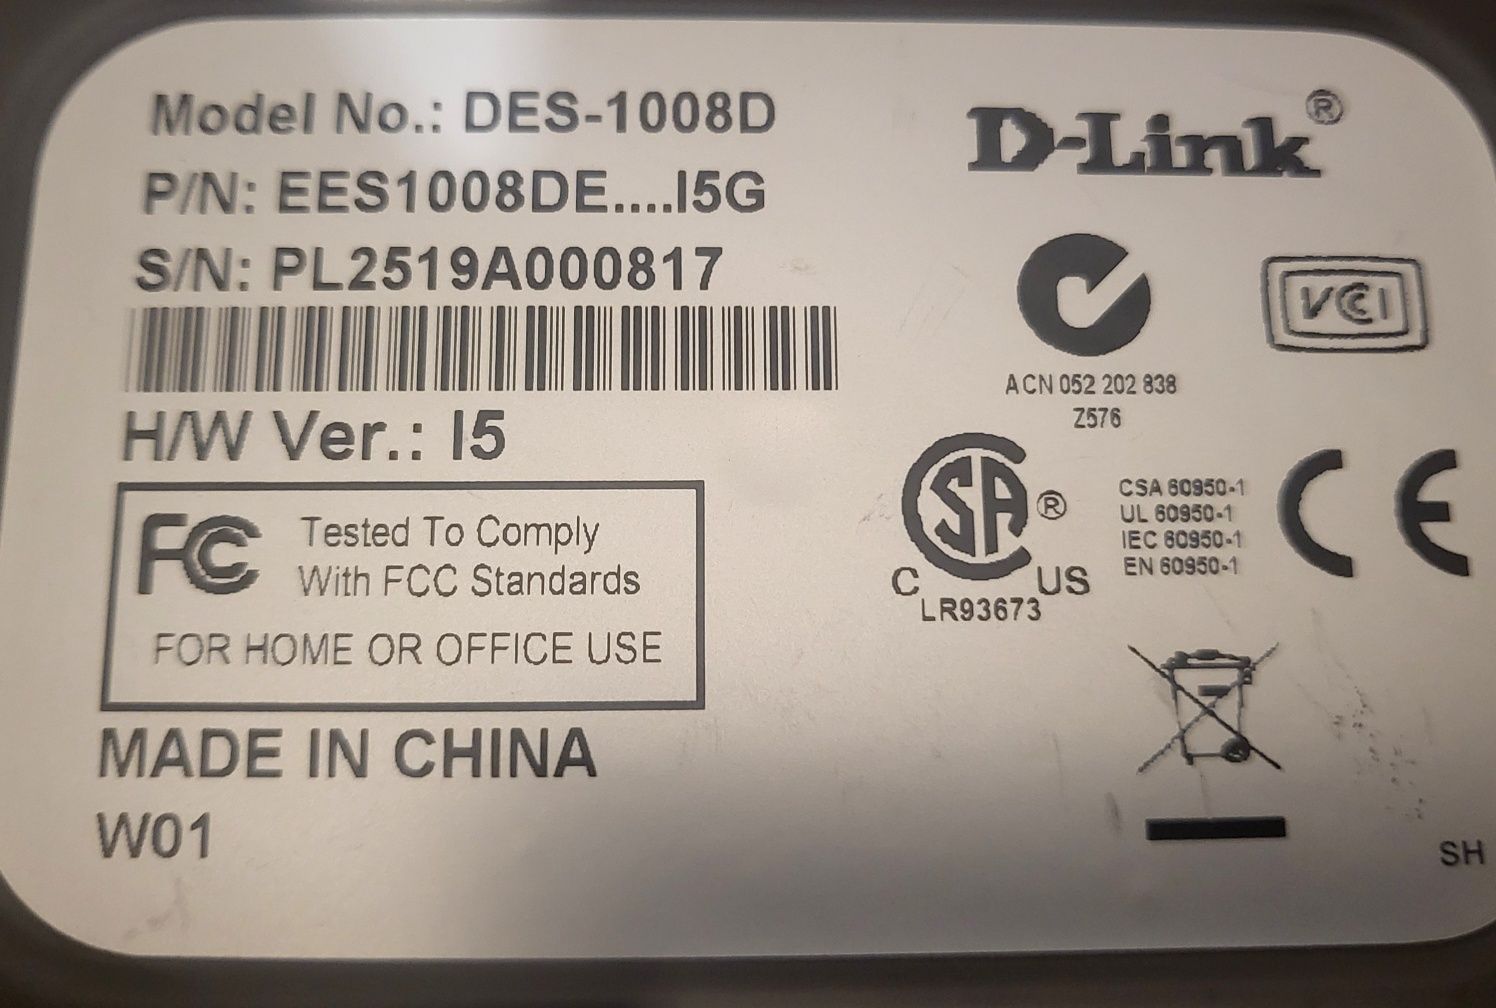 Model No.: DES-1008D
P/N: EES1008DE....I5G
S/N: PL2519A000817
H/W Ver.: I5
FC Tested To Comply
With FCC Standards
FOR HOME OR OFFICE USE
MADE IN CHINA
W01
D-Link®
VCCI
ACN 052 202 838
Z576
CSA®
C US
LR93673
CSA 60950-1
UL 60950-1
IEC 60950-1
EN 60950-1
CE
SH